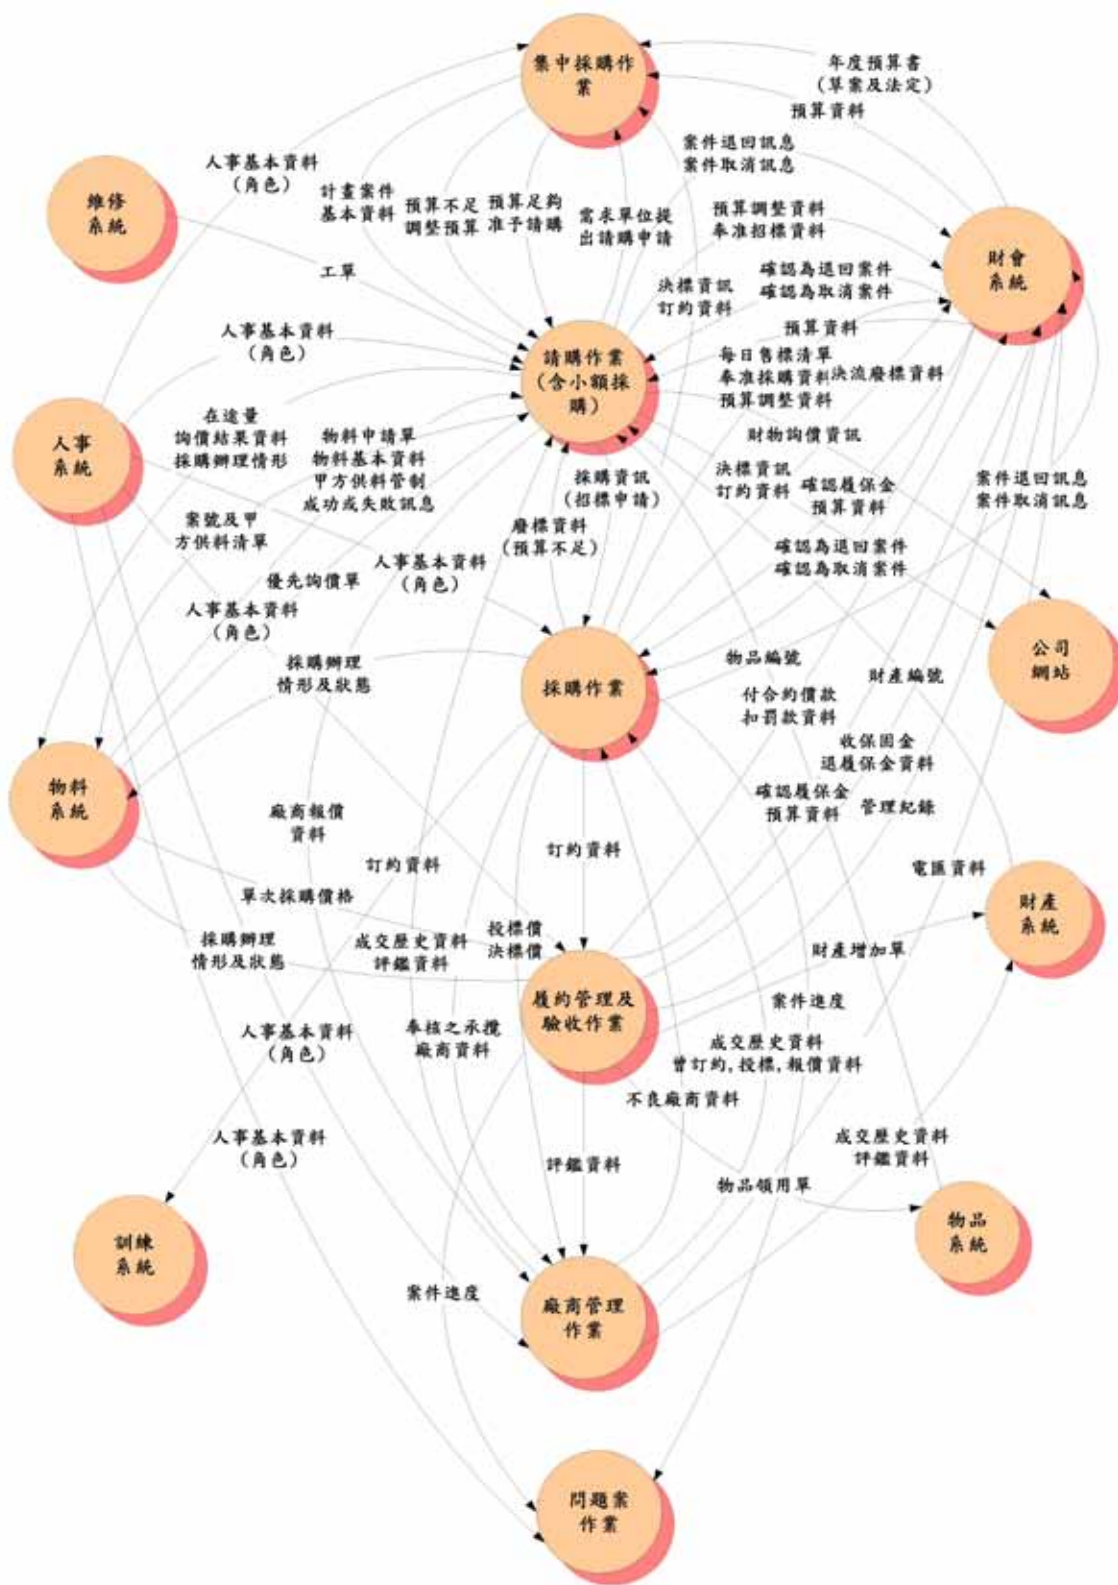 集中採購作
業
年度預算書
(草案及法定)
預算資料
人事基本資料
(角色)
案件退回訊息
案件取消訊息
維修
系統
計畫案件
基本資料
預算不足
調整預算
預算足夠
准予請購
需求單位提
出請購申請
預算調整資料
奉准招標資料
財會
系統
工單
決標資訊
訂約資料
確認為退回案件
確認為取消案件
人事基本資料
(角色)
預算資料
請購作業
(含小額採
購)
每日售標清單
奉准採購資料
預算調整資料
決流廢標資料
人事
系統
在途量
詢價結果資料
採購辦理情形
物料申請單
物料基本資料
甲方供料管制
成功或失敗訊息
財物詢價資訊
採購資訊
(招標申請)
決標資訊
訂約資料
確認履保金
預算資料
案件退回訊息
案件取消訊息
案號及甲
方供料清單
廢標資料
(預算不足)
優先詢價單
人事基本資料
(角色)
確認為退回案件
確認為取消案件
人事基本資料
(角色)
採購辦理
情形及狀態
採購作業
物品編號
財產編號
公司
網站
付合約價款
扣罰款資料
收保固金
退履保金資料
物料
系統
廠商報價
資料
確認履保金
預算資料
管理紀錄
訂約資料
訂約資料
電匯資料
單次採購價格
財產
系統
採購辦理
情形及狀態
成交歷史資料
評鑑資料
投標價
決標價
財產增加單
履約管理及
驗收作業
人事基本資料
(角色)
奉核之承攬
廠商資料
案件進度
成交歷史資料
曾訂約,投標,報價資料
不良廠商資料
人事基本資料
(角色)
評鑑資料
成交歷史資料
評鑑資料
物品領用單
物品
系統
訓練
系統
案件進度
廠商管理
作業
問題案
作業